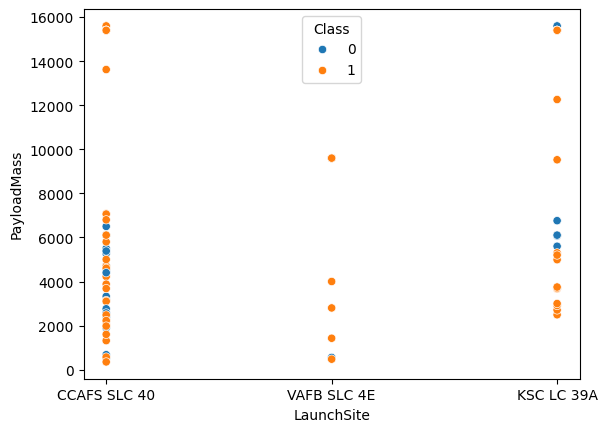 Class
0
1
16000
14000
12000
10000
8000
6000
4000
2000
0
PayloadMass
CCAFS SLC 40
VAFB SLC 4E
KSC LC 39A
LaunchSite